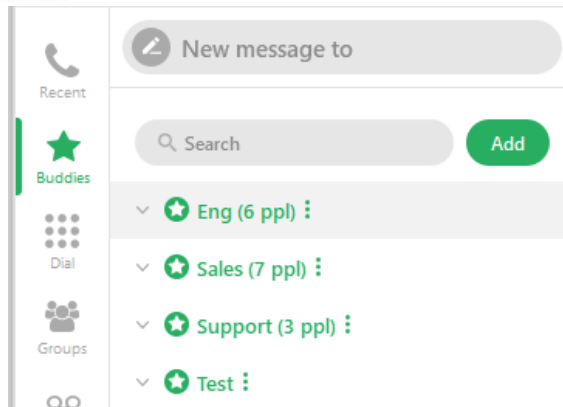 New message to
Recent
Search
Add
Buddies
Eng (6 ppl)
Dial
Sales (7 ppl)
Groups
Support (3 ppl)
Test